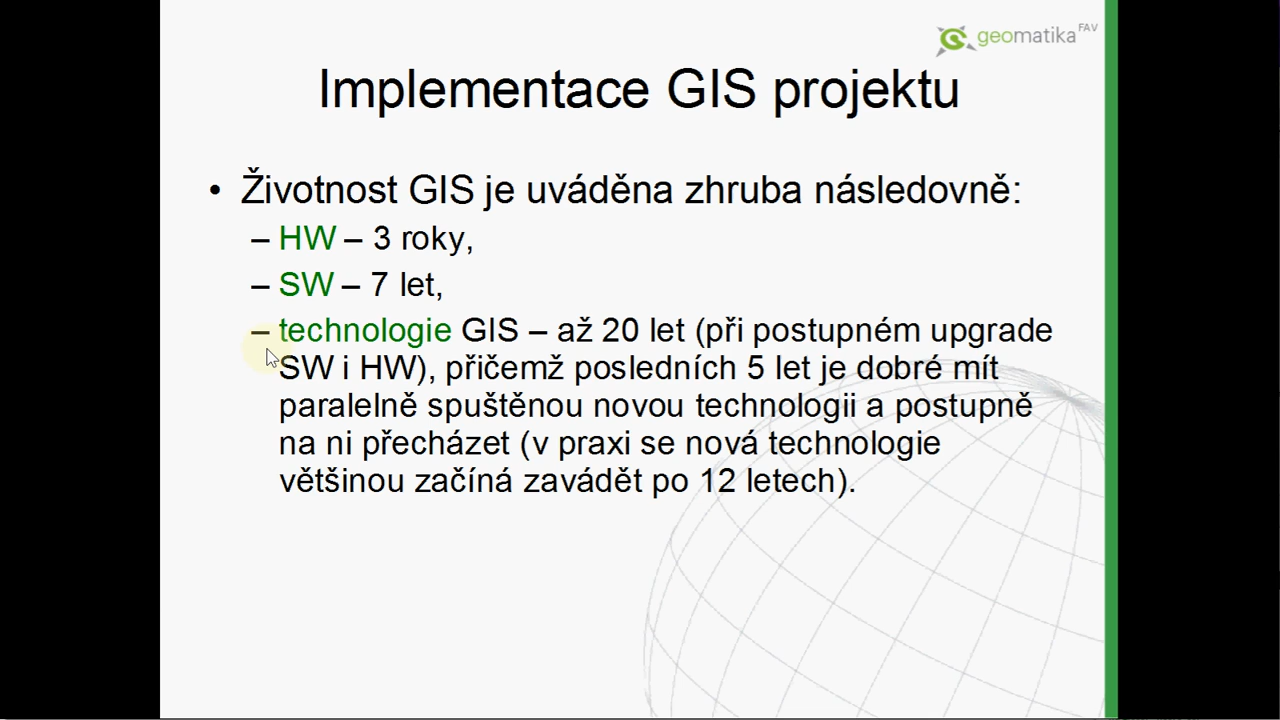 geomatika FAV
Implementace GIS projektu
• Životnost GIS je uváděna zhruba následovně:
– HW – 3 roky,
– SW – 7 let,
– technologie GIS – až 20 let (při postupném upgrade
SW i HW), přičemž posledních 5 let je dobré mít
paralelně spuštěnou novou technologii a postupně
na ni přecházet (v praxi se nová technologie
většinou začíná zavádět po 12 letech).